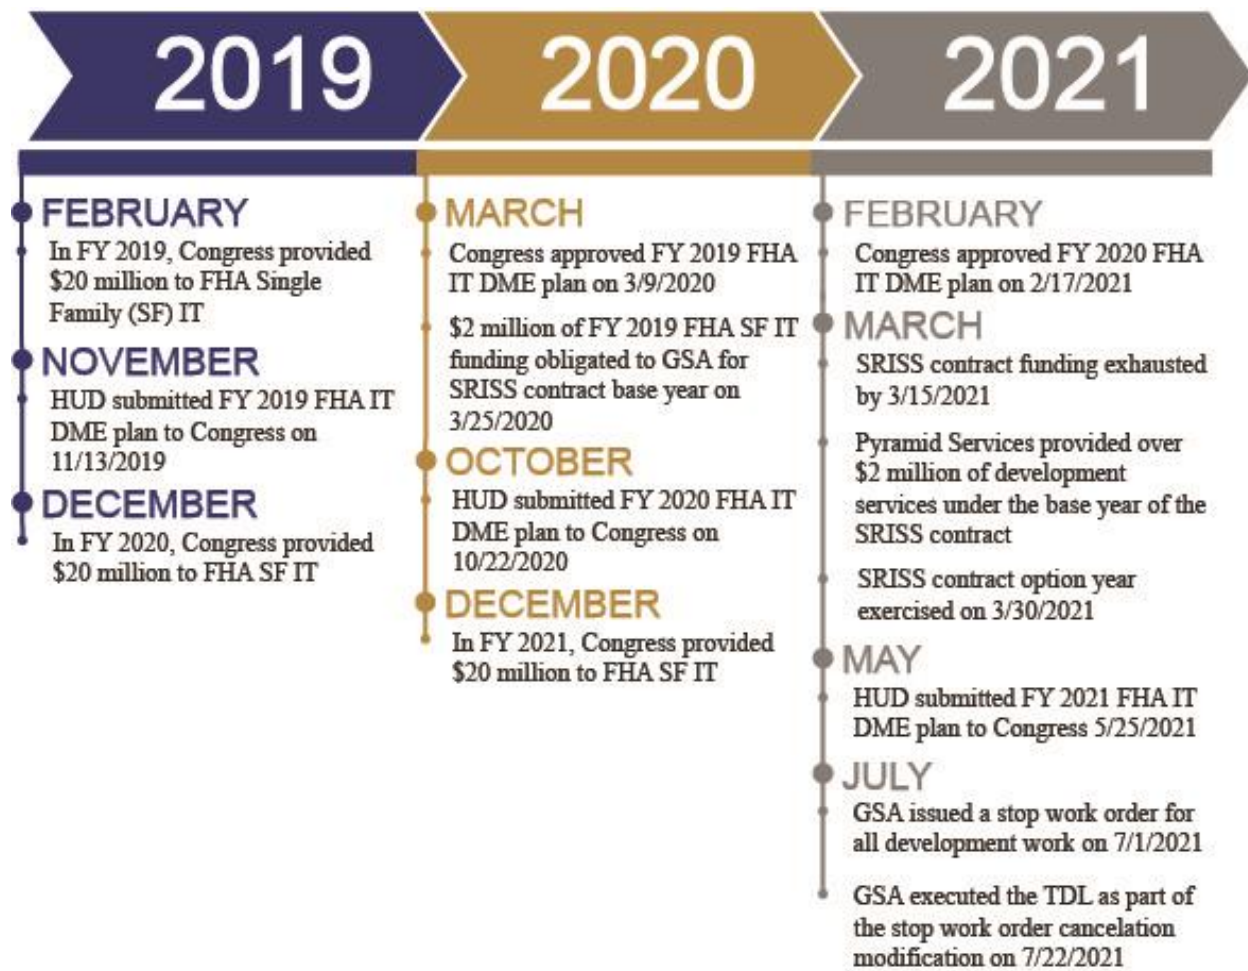 2019
2020
2021
FEBRUARY
In FY 2019, Congress provided
$20 million to FHA Single
Family (SF) IT
NOVEMBER
HUD submitted FY 2019 FHA IT
DME plan to Congress on
11/13/2019
DECEMBER
In FY 2020, Congress provided
$20 million to FHA SF IT
MARCH
Congress approved FY 2019 FHA
IT DME plan on 3/9/2020
$2 million of FY 2019 FHA SF IT
funding obligated to GSA for
SRISS contract base year on
3/25/2020
OCTOBER
HUD submitted FY 2020 FHA IT
DME plan to Congress on
10/22/2020
DECEMBER
In FY 2021, Congress provided
$20 million to FHA SF IT
FEBRUARY
Congress approved FY 2020 FHA
IT DME plan on 2/17/2021
MARCH
SRISS contract funding exhausted
by 3/15/2021
Pyramid Services provided over
$2 million of development
services under the base year of the
SRISS contract
SRISS contract option year
exercised on 3/30/2021
MAY
HUD submitted FY 2021 FHA IT
DME plan to Congress 5/25/2021
JULY
GSA issued a stop work order for
all development work on 7/1/2021
GSA executed the TDL as part of
the stop work order cancelation
modification on 7/22/2021